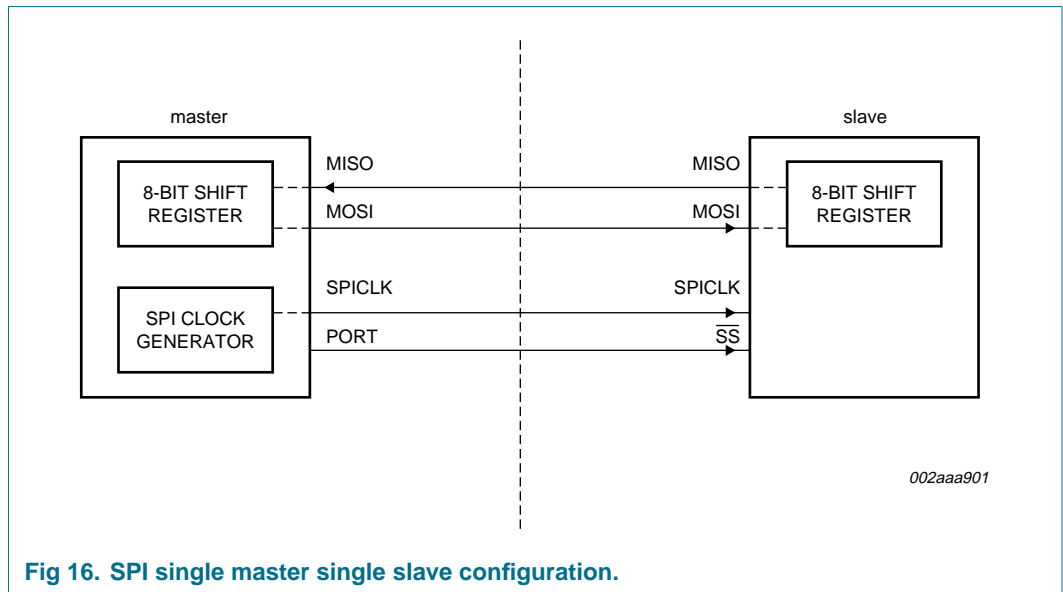 master
slave
8-BIT SHIFT
REGISTER
MISO
MISO
MOSI
MOSI
8-BIT SHIFT
REGISTER
SPI CLOCK
GENERATOR
SPICLK
SPICLK
PORT
S̅S̅
002aaa901
Fig 16. SPI single master single slave configuration.